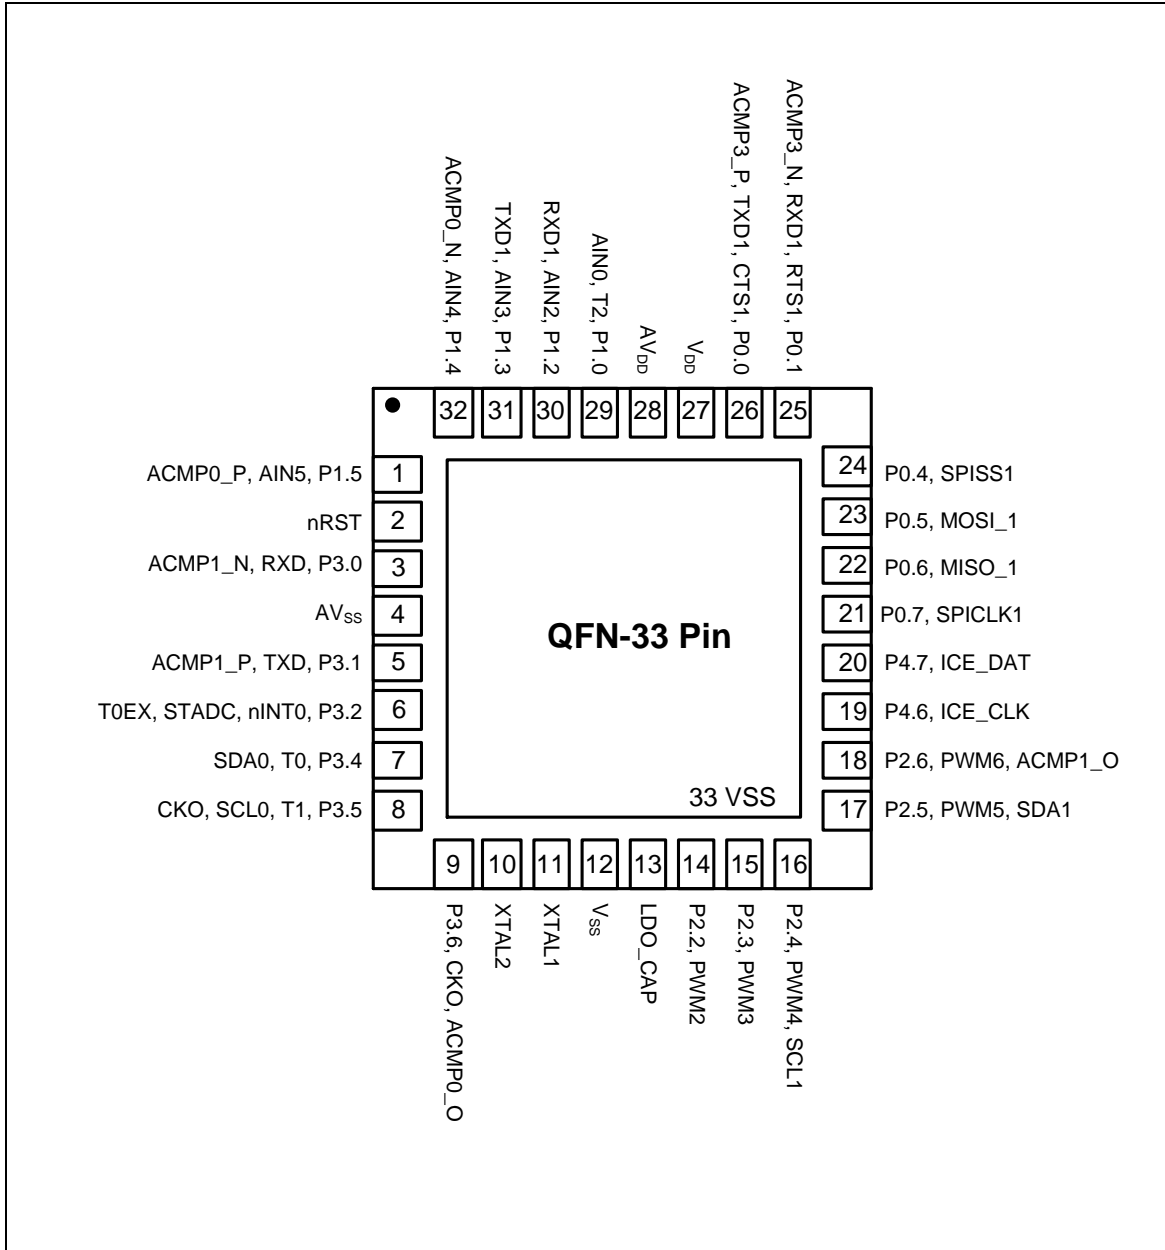 ACMP0_N, AIN4, P1.4
TXD1, AIN3, P1.3
RXD1, AIN2, P1.2
AIN0, T2, P1.0
AVDD
VDD
ACMP3_P, TXD1, CTS1, P0.0
ACMP3_N, RXD1, RTS1, P0.1
32
31
30
29
28
27
26
25
ACMP0_P, AIN5, P1.5
1
nRST
2
ACMP1_N, RXD, P3.0
3
AVSS
4
ACMP1_P, TXD, P3.1
5
T0EX, STADC, nINT0, P3.2
6
SDA0, T0, P3.4
7
CKO, SCL0, T1, P3.5
8
QFN-33 Pin
33 VSS
24
P0.4, SPISS1
23
P0.5, MOSI_1
22
P0.6, MISO_1
21
P0.7, SPICLK1
20
P4.7, ICE_DAT
19
P4.6, ICE_CLK
18
P2.6, PWM6, ACMP1_O
17
P2.5, PWM5, SDA1
9
10
11
12
13
14
15
16
P3.6, CKO, ACMP0_O
XTAL2
XTAL1
VSS
LDO_CAP
P2.2, PWM2
P2.3, PWM3
P2.4, PWM4, SCL1